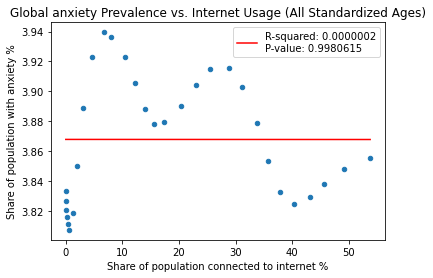 Global anxiety Prevalence vs. Internet Usage (All Standardized Ages)
R-squared: 0.0000002
P-value: 0.9980615
3.94
3.92
3.90
3.88
3.86
3.84
3.82
Share of population with anxiety %
0
10
20
30
40
50
Share of population connected to internet %